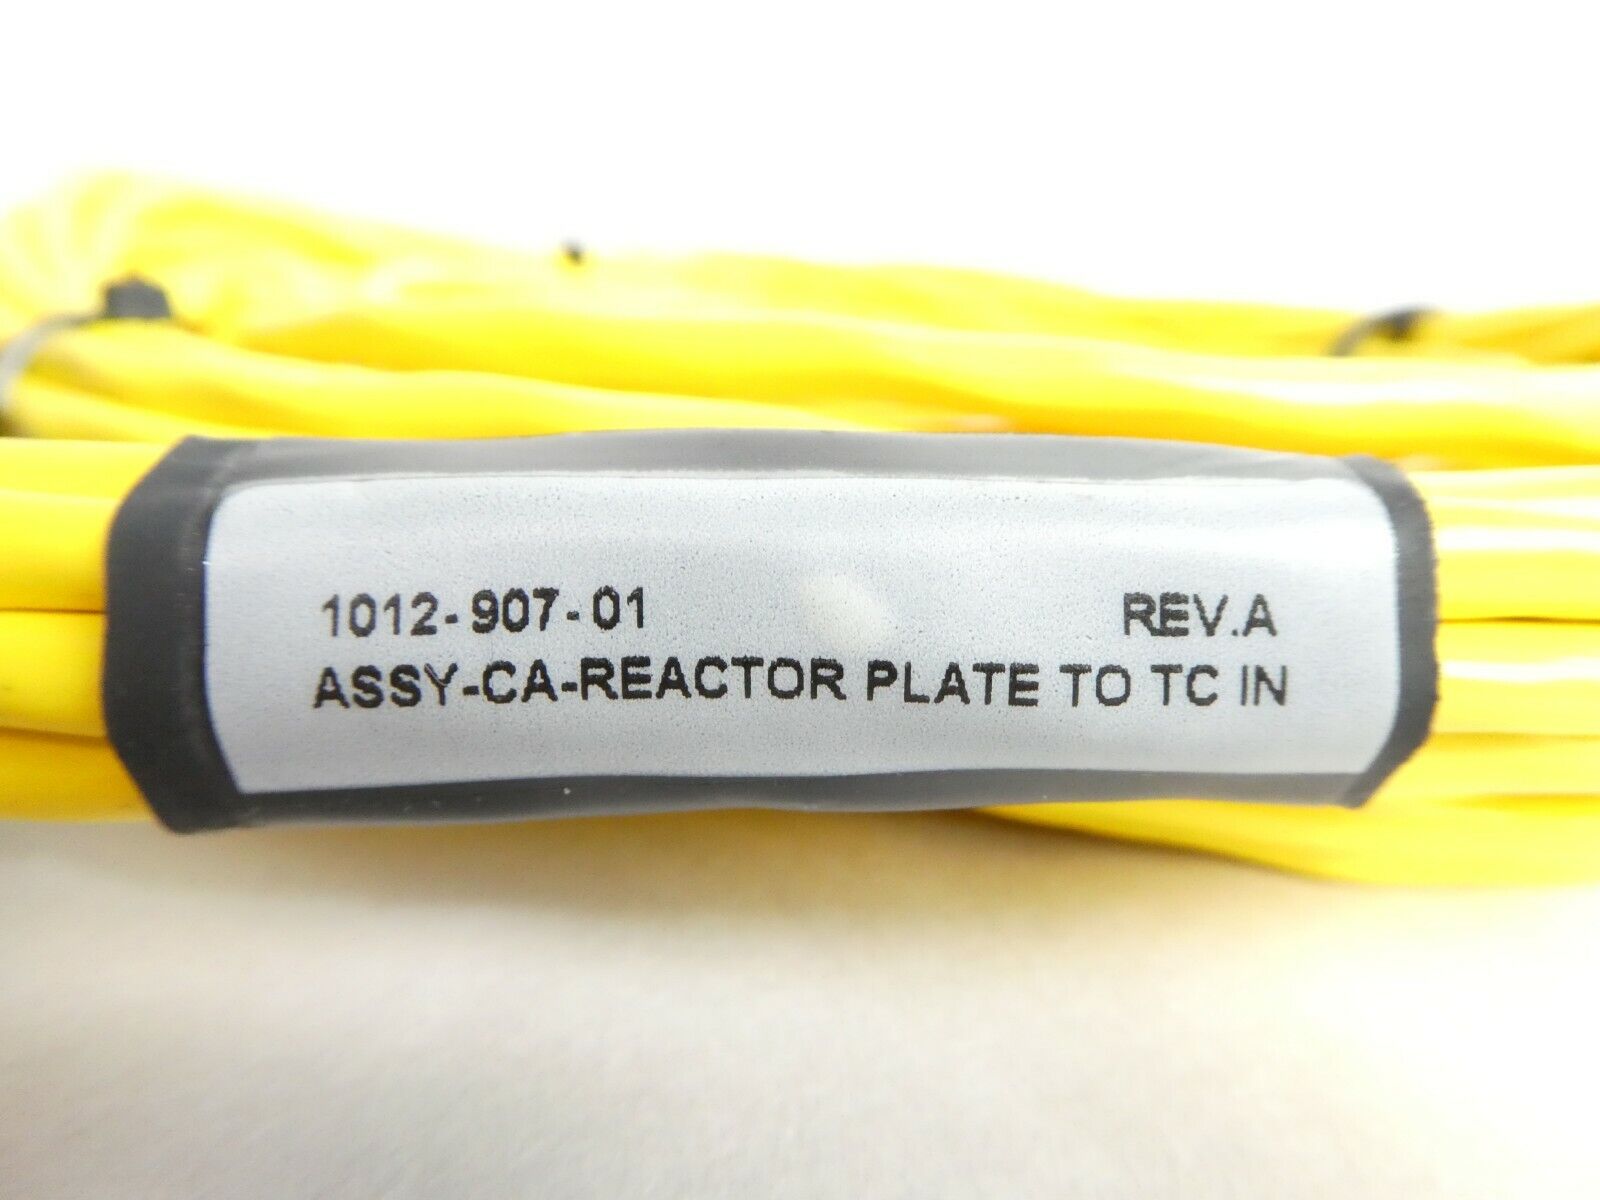 1012-907-01 REV.A
ASSY-CA-REACTOR PLATE TO TC IN